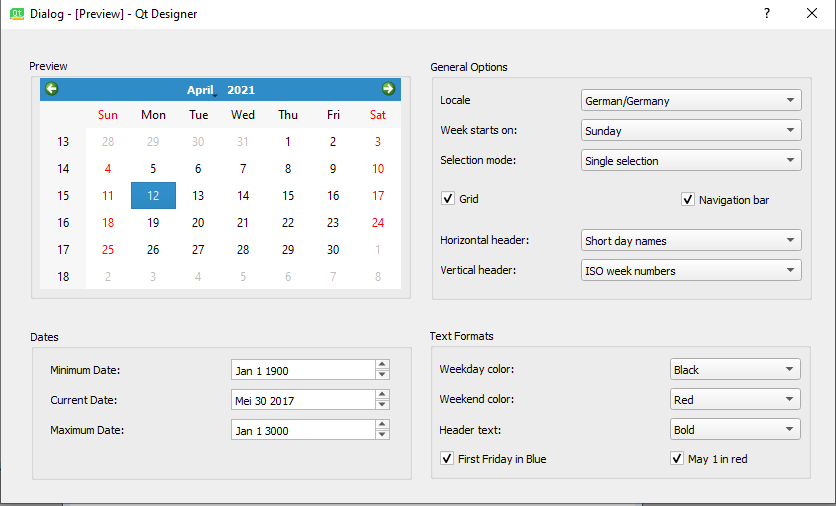 Dialog - [Preview] - Qt Designer
Preview
April, 2021
Sun Mon Tue Wed Thu Fri Sat
13 28 29 30 31 1 2 3
14 4 5 6 7 8 9 10
15 11 12 13 14 15 16 17
16 18 19 20 21 22 23 24
17 25 26 27 28 29 30 1
18 2 3 4 5 6 7 8
General Options
Locale German/Germany
Week starts on: Sunday
Selection mode: Single selection
Grid Navigation bar
Horizontal header: Short day names
Vertical header: ISO week numbers
Dates
Minimum Date: Jan 1 1900
Current Date: Mei 30 2017
Maximum Date: Jan 1 3000
Text Formats
Weekday color: Black
Weekend color: Red
Header text: Bold
First Friday in Blue May 1 in red